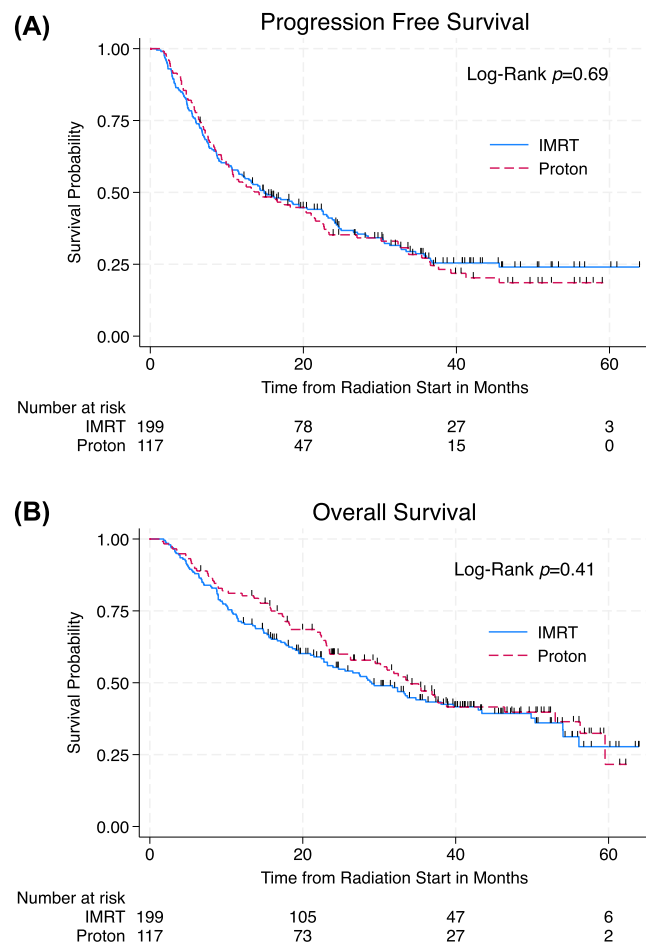 (A)
Progression Free Survival
Log-Rank p=0.69
IMRT
Proton
Survival Probability
1.00
0.75
0.50
0.25
0.00
0 20 40 60
Time from Radiation Start in Months
Number at risk
IMRT 199 78 27 3
Proton 117 47 15 0
(B)
Overall Survival
Log-Rank p=0.41
IMRT
Proton
Survival Probability
1.00
0.75
0.50
0.25
0.00
0 20 40 60
Time from Radiation Start in Months
Number at risk
IMRT 199 105 47 6
Proton 117 73 27 2